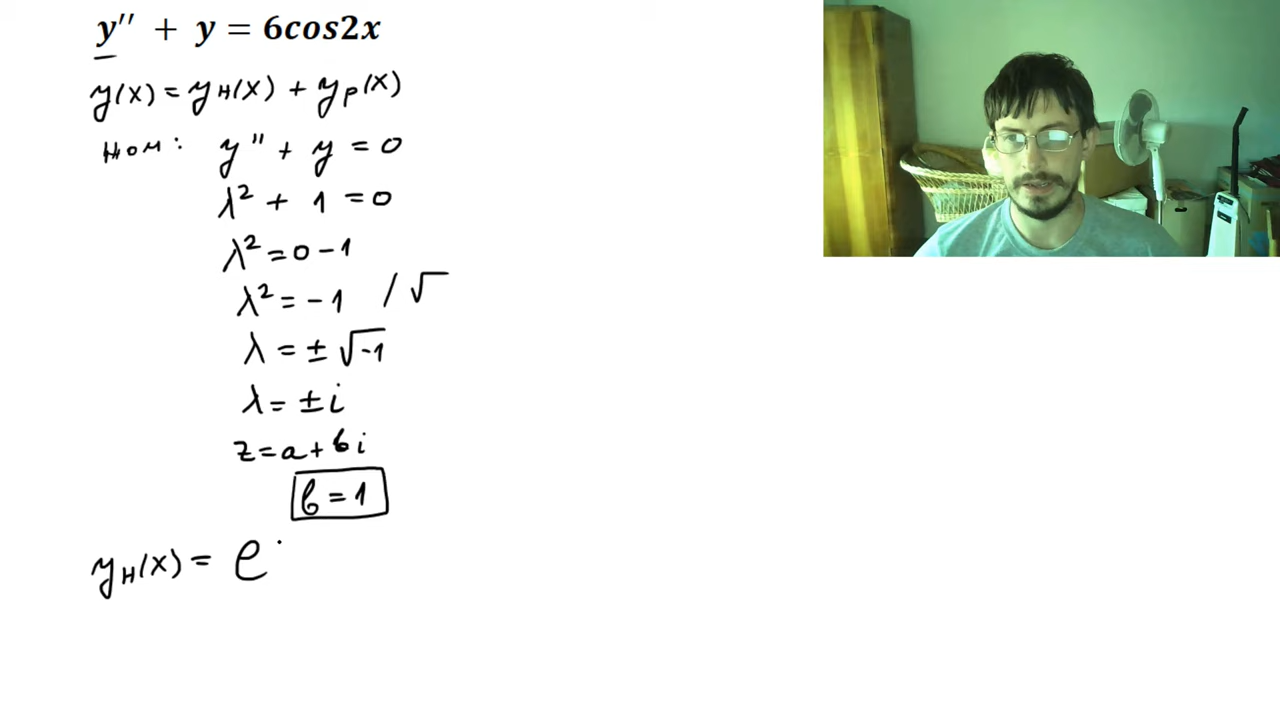 y'' + y = 6cos2x
y(x) = yH(x) + yp(x)
Hom: y'' + y = 0
λ² + 1 = 0
λ² = 0 - 1
λ² = -1 / √
λ = ± √-1
λ = ± i
z = a + bi
b = 1
yH(x) = e